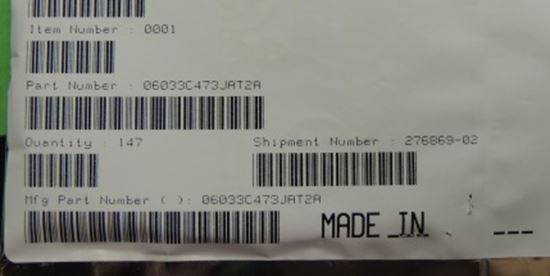 Item Number : 0001
Part Number : 06033C473JAT2A
Quantity : 147
Shipment Number : 276869-02
Mfg Part Number ( ): 06033C473JAT2A
MADE IN